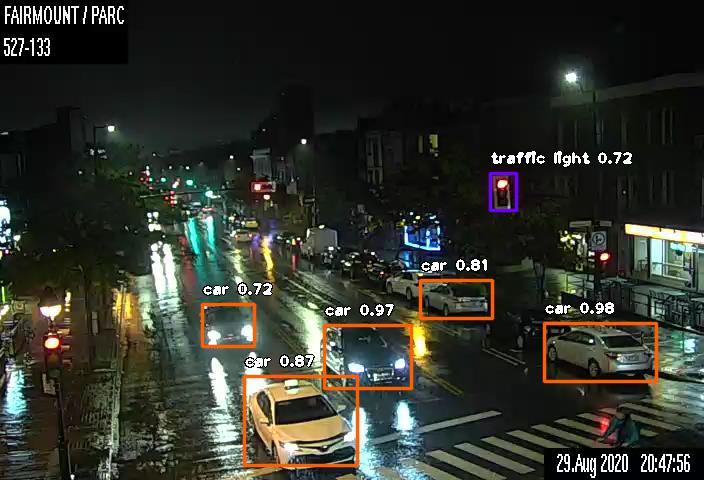 FAIRMOUNT / PARC
527-133
traffic light 0.72
car 0.81
car 0.72
car 0.97
car 0.98
car 0.87
29.Aug 2020 20:47:56